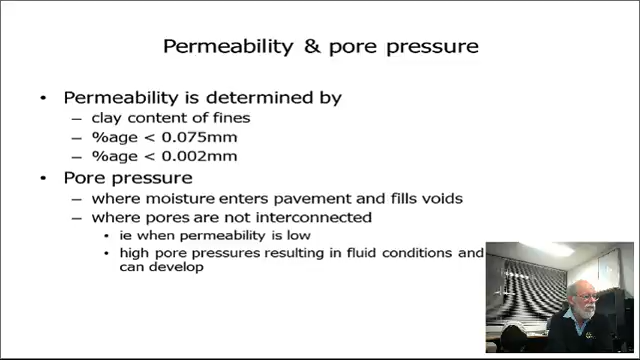 Permeability & pore pressure
• Permeability is determined by
– clay content of fines
– %age < 0.075mm
– %age < 0.002mm
• Pore pressure
– where moisture enters pavement and fills voids
– where pores are not interconnected
• ie when permeability is low
• high pore pressures resulting in fluid conditions and
can develop